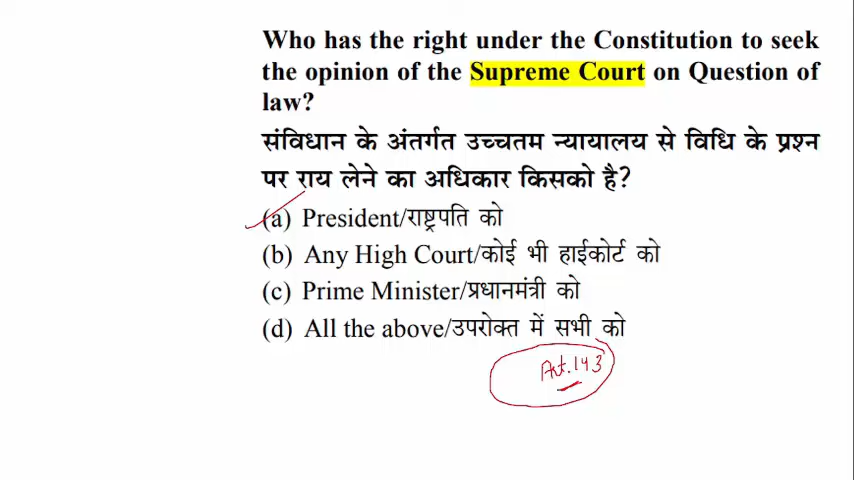 Who has the right under the Constitution to seek
the opinion of the Supreme Court on Question of
law?
संविधान के अंतर्गत उच्चतम न्यायालय से विधि के प्रश्न
पर राय लेने का अधिकार किसको है?
(a) President/राष्ट्रपति को
(b) Any High Court/कोई भी हाईकोर्ट को
(c) Prime Minister/प्रधानमंत्री को
(d) All the above/उपरोक्त में सभी को
Art.143